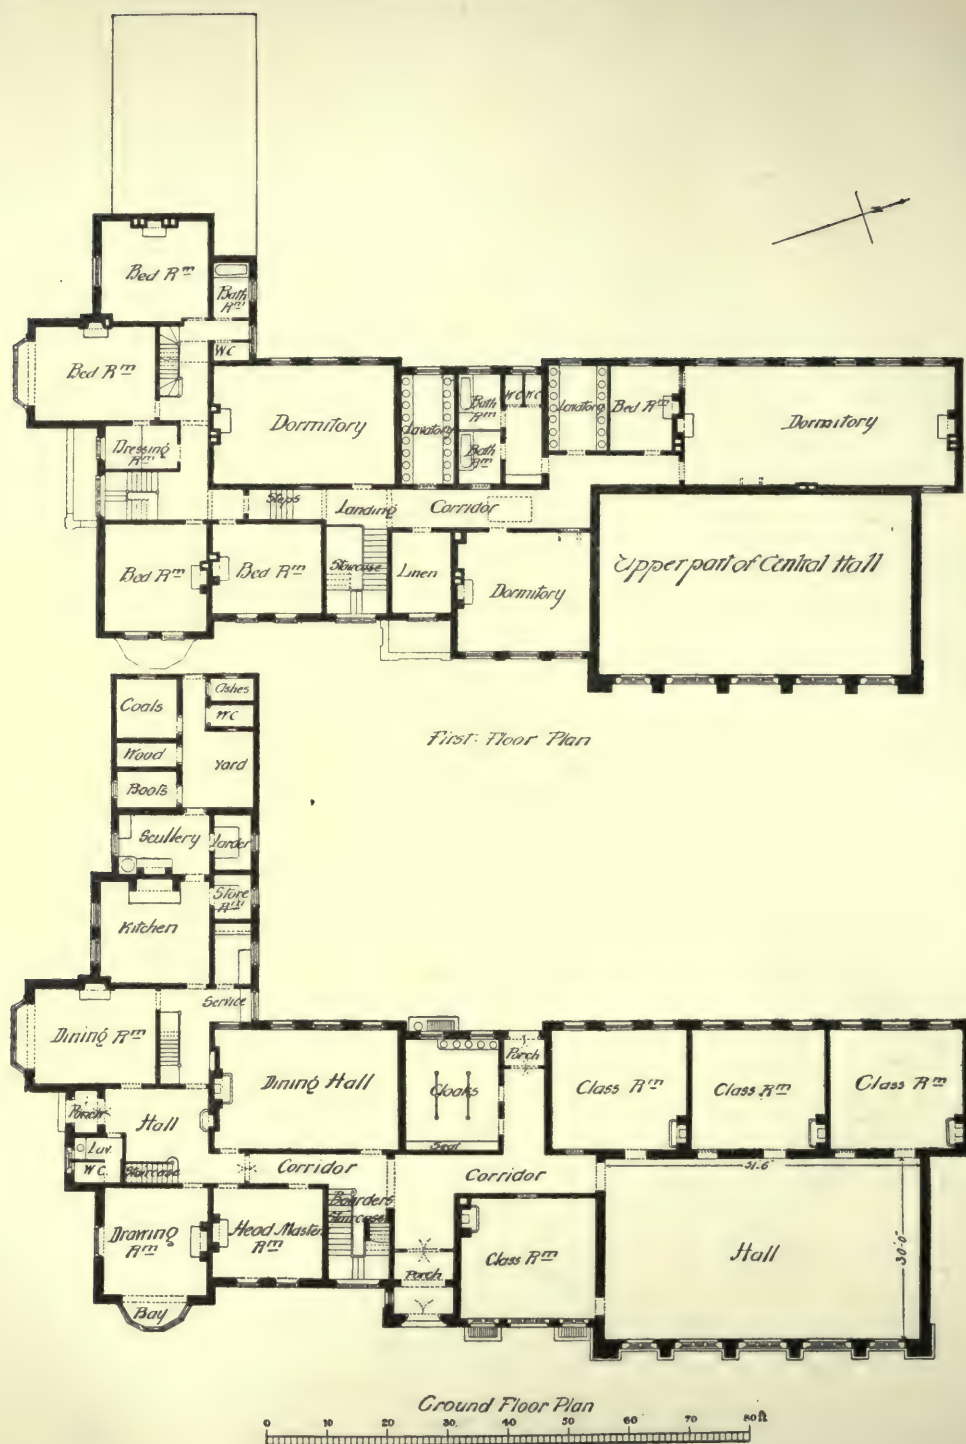 N
Bed Rm
Bath
Rm
WC
Bed Rm
Dressing
Rm
Dormitory
Lavatory
Bath
Rm
Bath
Rm
WC
WC
Lavatory
Bed Rm
Dormitory
Steps
Landing
Corridor
Bed Rm
Bed Rm
Staircase
Linen
Dormitory
Upper part of Central Hall
First Floor Plan
Coals
Ashes
WC
Wood
Yard
Boots
Scullery
Larder
Kitchen
Store
Rm
Service
Dining Rm
Dining Hall
Cloaks
Seat
Porch
Class Rm
Class Rm
Class Rm
Porch
Hall
Lav.
W.C.
Staircase
Corridor
Corridor
51.6
30'-0"
Boarders
Staircase
Drawing
Rm
Head Master
Rm
Porch
Class Rm
Hall
Bay
Ground Floor Plan
0 10 20 30 40 50 60 70 80 ft